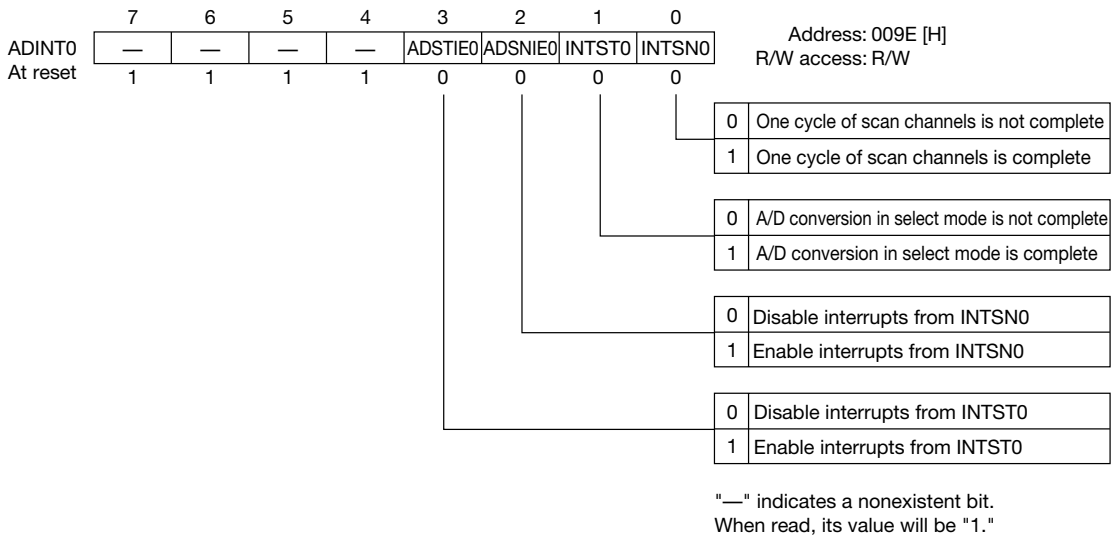 7 6 5 4 3 2 1 0
ADINT0 — — — — ADSTIE0 ADSNIE0 INTST0 INTSN0
At reset 1 1 1 1 0 0 0 0
Address: 009E [H]
R/W access: R/W
0 One cycle of scan channels is not complete
1 One cycle of scan channels is complete
0 A/D conversion in select mode is not complete
1 A/D conversion in select mode is complete
0 Disable interrupts from INTSN0
1 Enable interrupts from INTSN0
0 Disable interrupts from INTST0
1 Enable interrupts from INTST0
"—" indicates a nonexistent bit.
When read, its value will be "1."